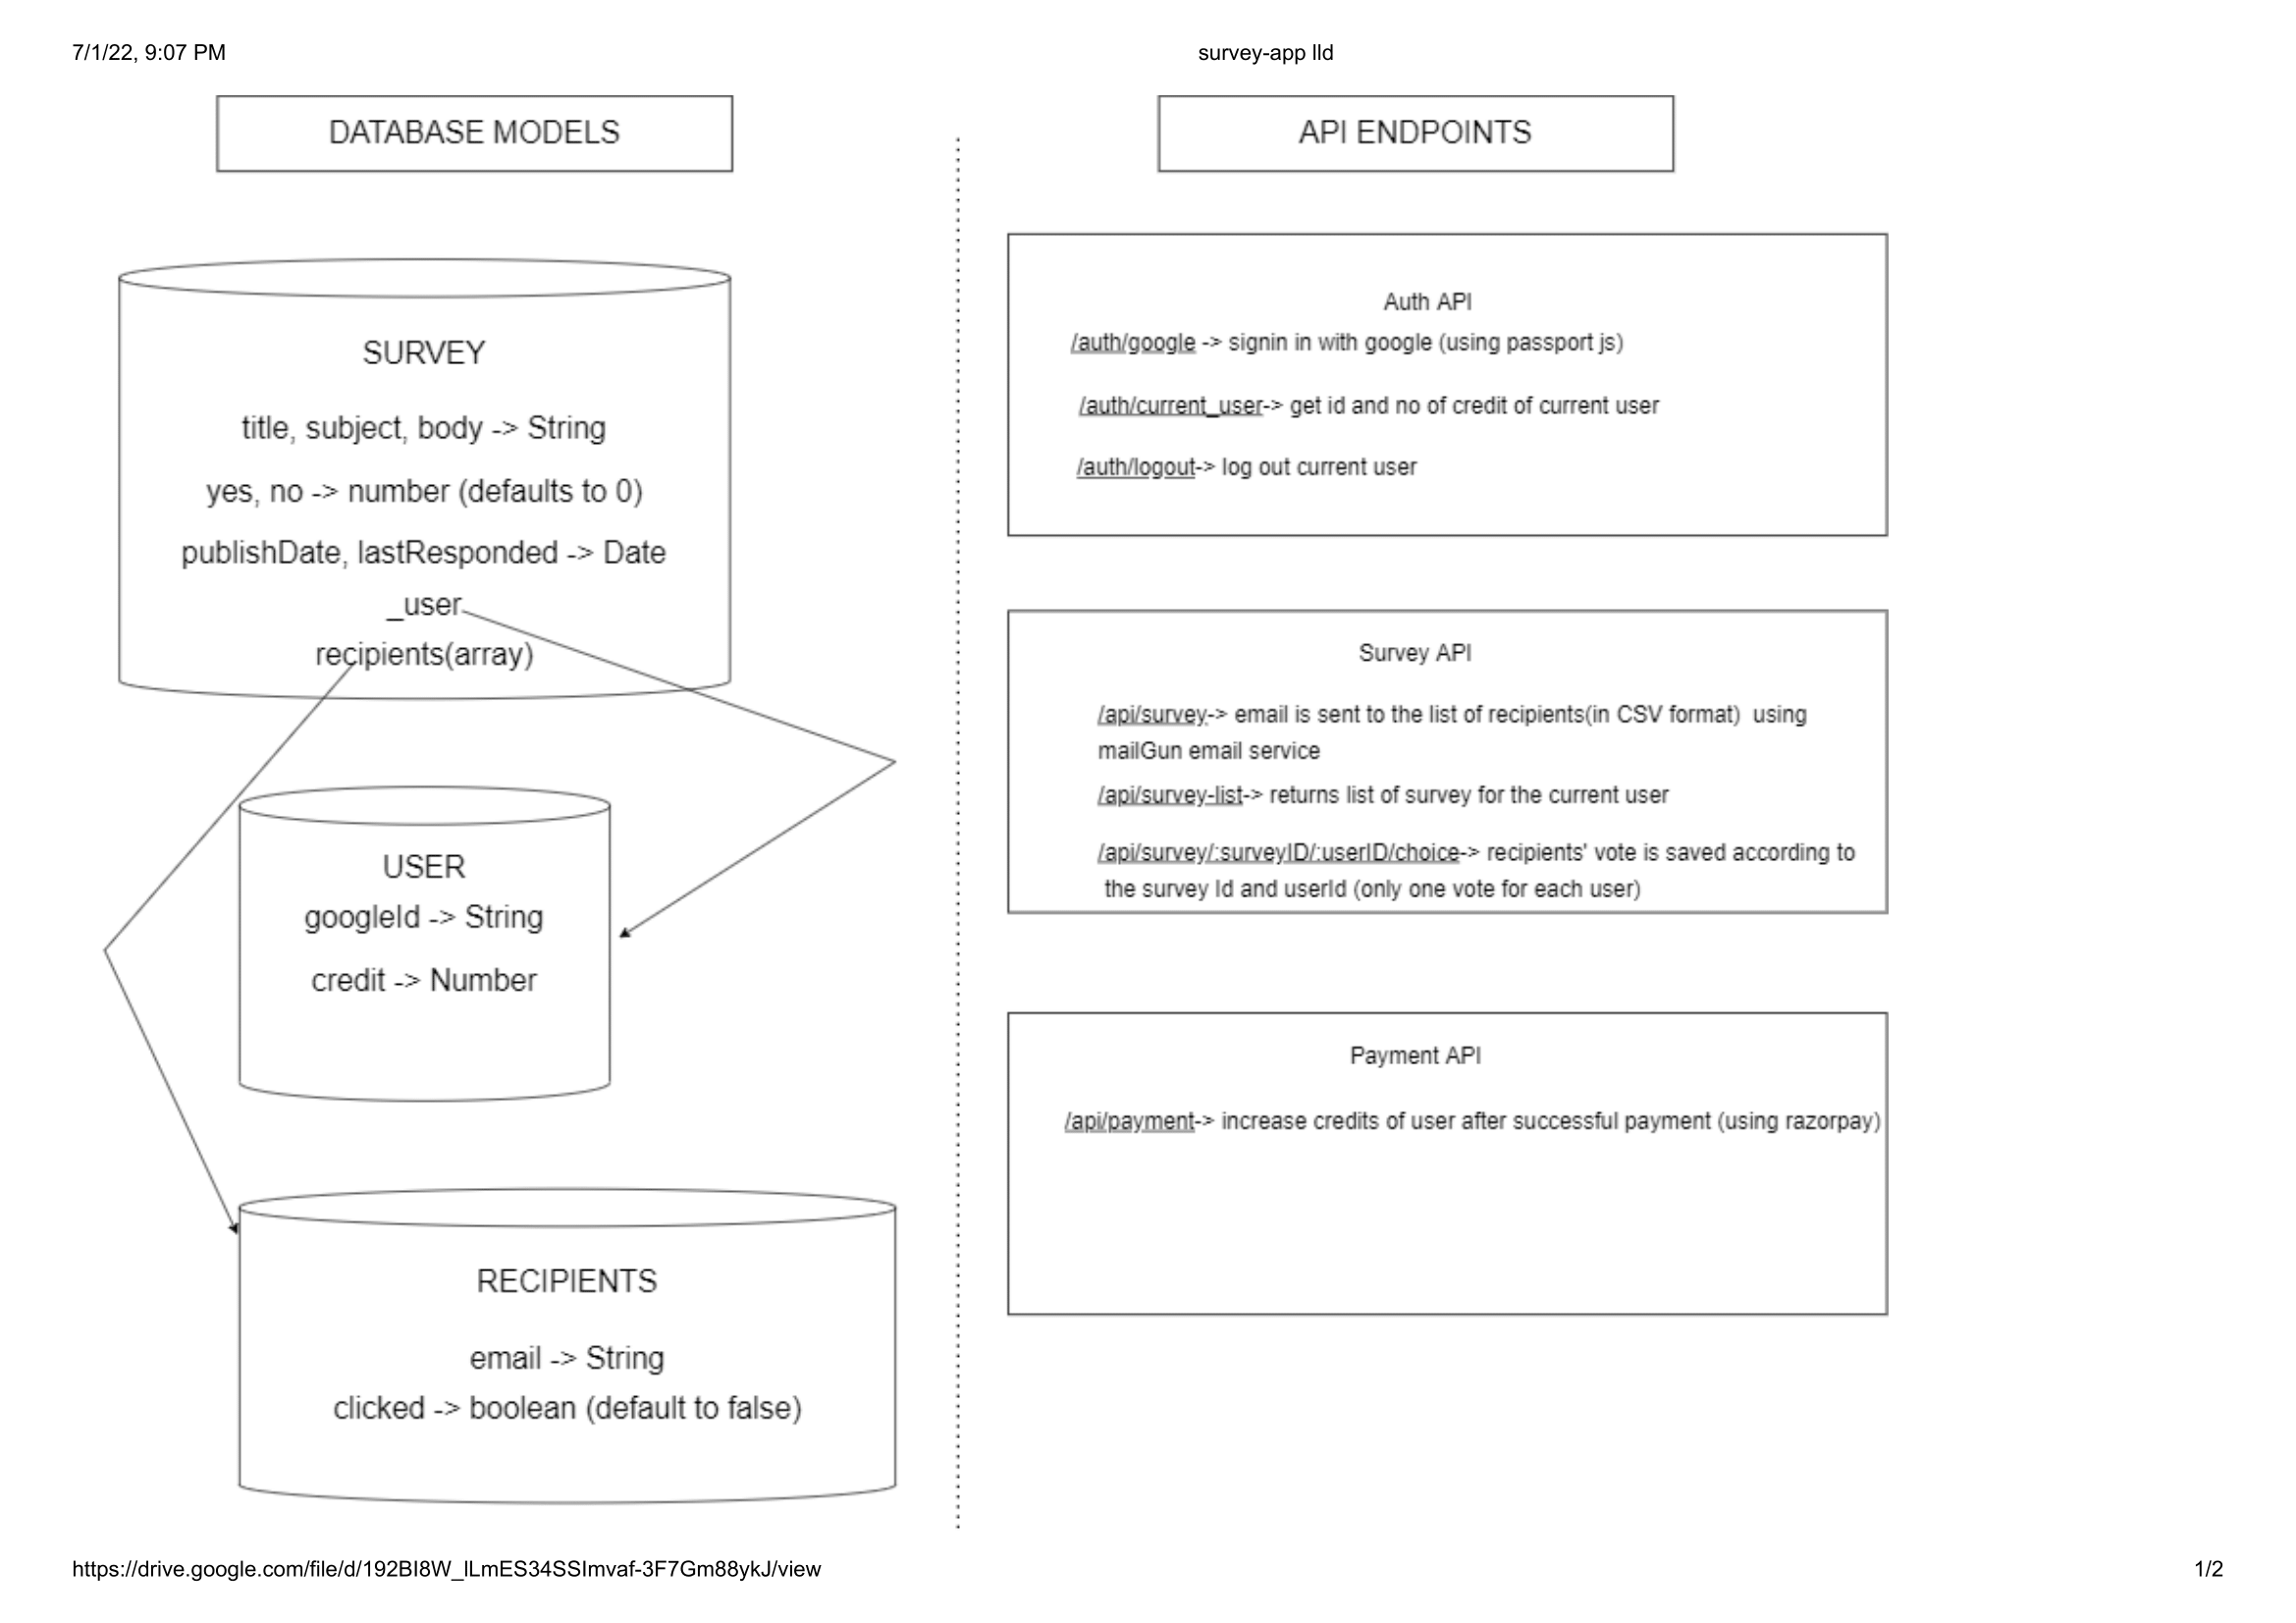 7/1/22, 9:07 PM
survey-app lld
DATABASE MODELS
SURVEY
title, subject, body -> String
yes, no -> number (defaults to 0)
publishDate, lastResponded -> Date
_user
recipients(array)
USER
googleId -> String
credit -> Number
RECIPIENTS
email -> String
clicked -> boolean (default to false)
API ENDPOINTS
Auth API
/auth/google -> signin in with google (using passport js)
/auth/current_user-> get id and no of credit of current user
/auth/logout-> log out current user
Survey API
/api/survey-> email is sent to the list of recipients(in CSV format)  using
mailGun email service
/api/survey-list-> returns list of survey for the current user
/api/survey/:surveyID/:userID/choice-> recipients' vote is saved according to
the survey Id and userId (only one vote for each user)
Payment API
/api/payment-> increase credits of user after successful payment (using razorpay)
https://drive.google.com/file/d/192BI8W_lLmES34SSImvaf-3F7Gm88ykJ/view
1/2